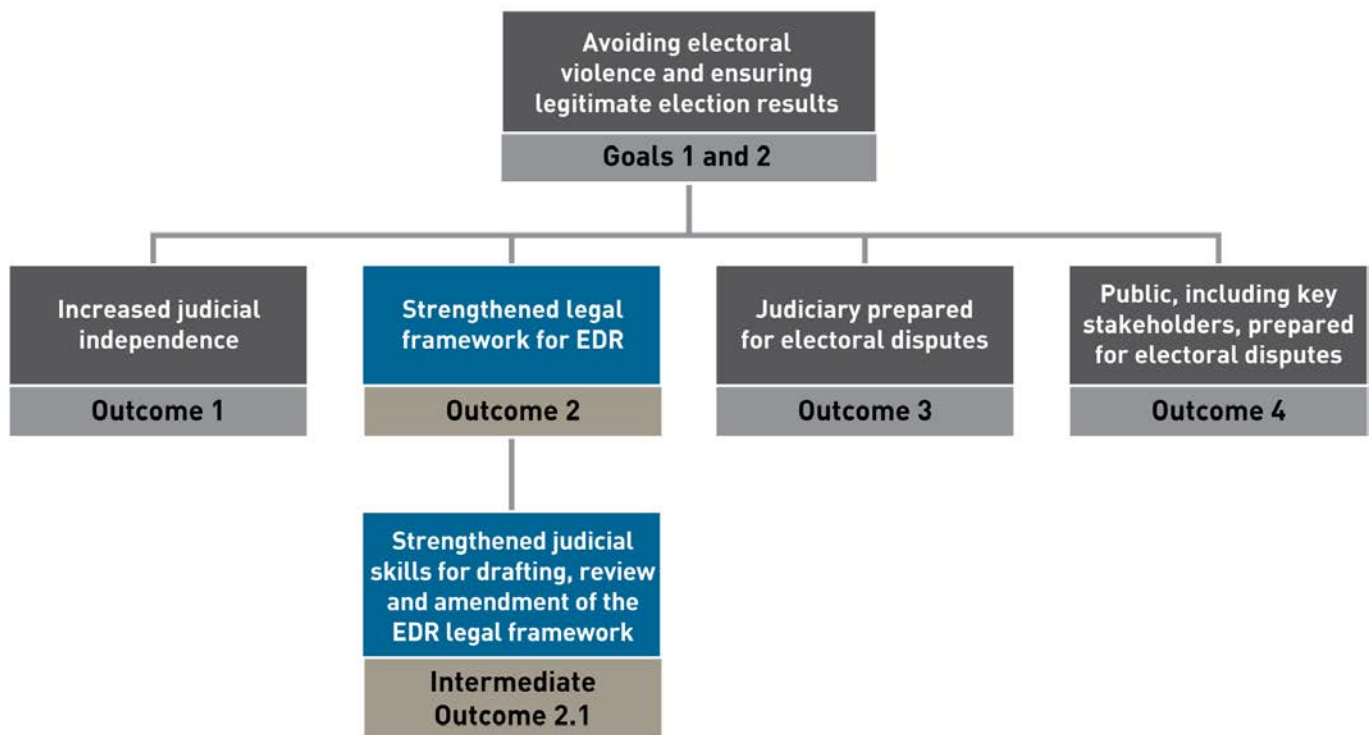 Avoiding electoral
violence and ensuring
legitimate election results
Goals 1 and 2
Increased judicial
independence
Outcome 1
Strengthened legal
framework for EDR
Outcome 2
Judiciary prepared
for electoral disputes
Outcome 3
Public, including key
stakeholders, prepared
for electoral disputes
Outcome 4
Strengthened judicial
skills for drafting, review
and amendment of the
EDR legal framework
Intermediate
Outcome 2.1